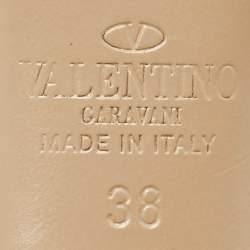 VALENTINO
GARAVANI
MADE IN ITALY
38